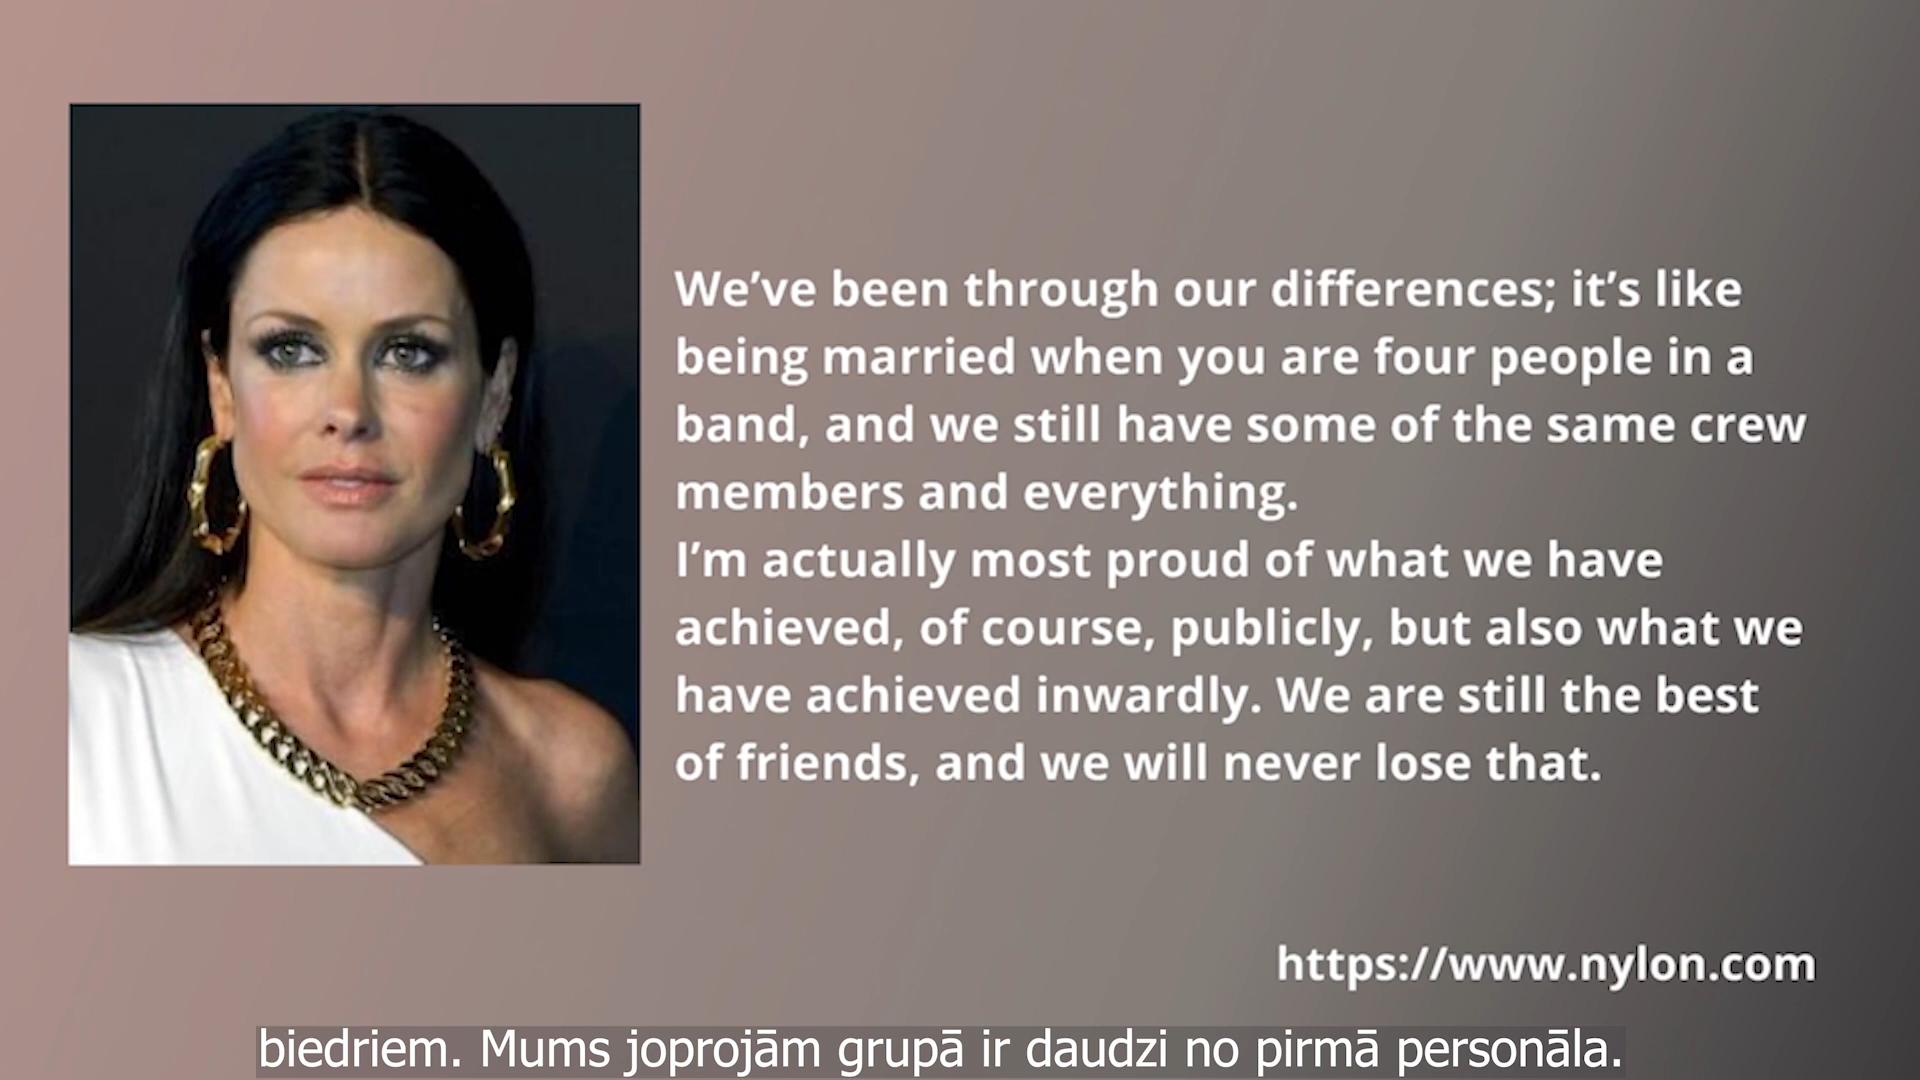 We’ve been through our differences; it’s like
being married when you are four people in a
band, and we still have some of the same crew
members and everything.
I’m actually most proud of what we have
achieved, of course, publicly, but also what we
have achieved inwardly. We are still the best
of friends, and we will never lose that.
https://www.nylon.com
biedriem. Mums joprojām grupā ir daudzi no pirmā personāla.